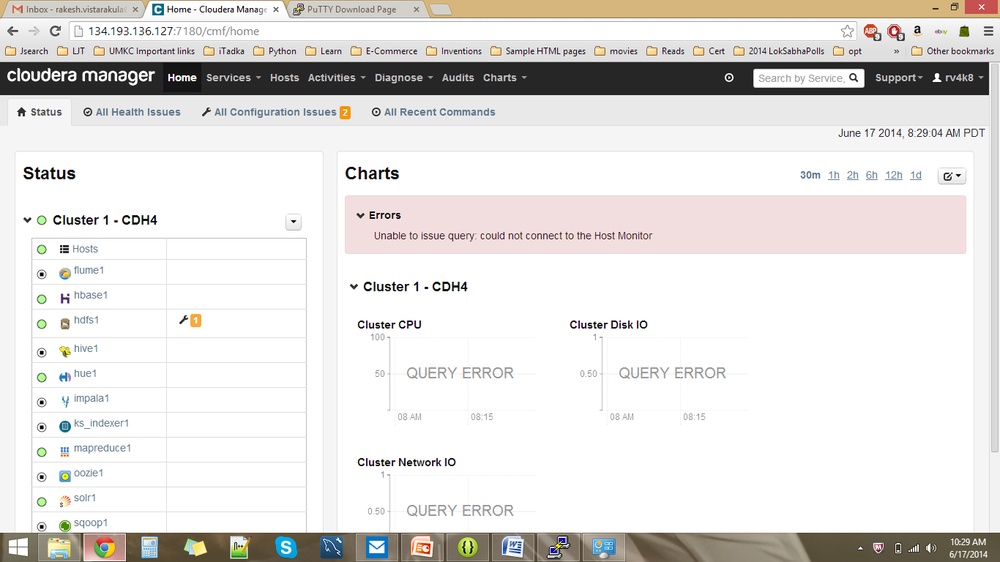 Inbox - rakesh.vistarakula
Home - Cloudera Manage
PuTTY Download Page
134.193.136.127:7180/cmf/home
ABP 9
9
a
ebay
Jsearch LJT UMKC Important links iTadka Python Learn E-Commerce Inventions Sample HTML pages movies Reads Cert 2014 LokSabhaPolls opt » Other bookmarks
cloudera manager Home Services Hosts Activities Diagnose Audits Charts Search by Service, Support rv4k8
Status All Health Issues All Configuration Issues 2 All Recent Commands
June 17 2014, 8:29:04 AM PDT
Status
Cluster 1 - CDH4
Hosts
flume1
hbase1
hdfs1 1
hive1
hue1
impala1
ks_indexer1
mapreduce1
oozie1
solr1
sqoop1
Charts
30m 1h 2h 6h 12h 1d
Errors
Unable to issue query: could not connect to the Host Monitor
Cluster 1 - CDH4
Cluster CPU
100
50
QUERY ERROR
08 AM 08:15
Cluster Disk IO
1
0.50
QUERY ERROR
08 AM 08:15
Cluster Network IO
1
0.50
QUERY ERROR
10:29 AM
6/17/2014